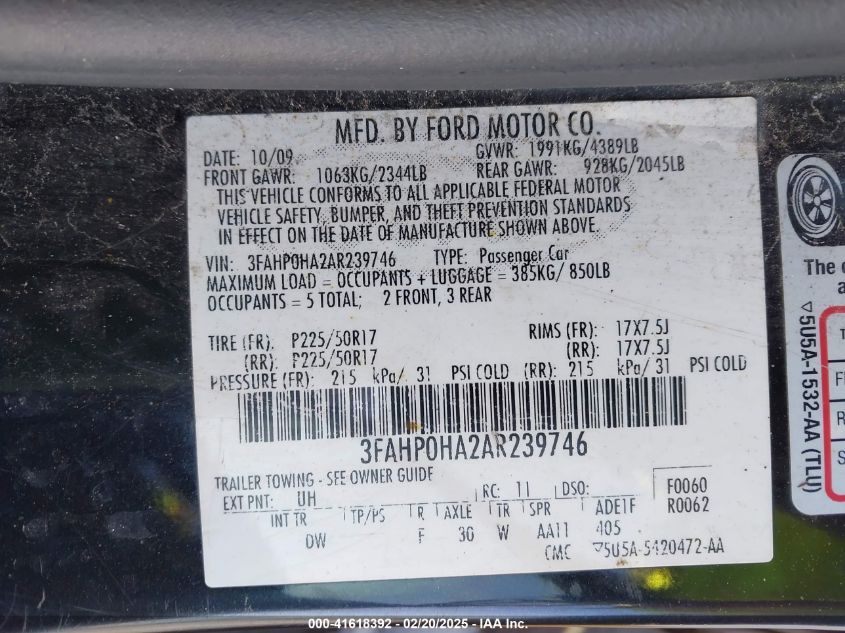 MFD. BY FORD MOTOR CO.
DATE: 10/09 GVWR: 1991KG/4389LB
FRONT GAWR: 1063KG/2344LB REAR GAWR: 928KG/2045LB
THIS VEHICLE CONFORMS TO ALL APPLICABLE FEDERAL MOTOR
VEHICLE SAFETY, BUMPER, AND THEFT PREVENTION STANDARDS
IN EFFECT ON THE DATE OF MANUFACTURE SHOWN ABOVE.
VIN: 3FAHP0HA2AR239746 TYPE: Passenger Car
MAXIMUM LOAD = OCCUPANTS + LUGGAGE = 385KG/ 850LB
OCCUPANTS = 5 TOTAL; 2 FRONT, 3 REAR
TIRE (FR): P225/50R17 RIMS (FR): 17X7.5J
(RR): P225/50R17 (RR): 17X7.5J
PRESSURE (FR): 215 kPa/ 31 PSI COLD (RR): 215 kPa/ 31 PSI COLD
3FAHP0HA2AR239746
TRAILER TOWING - SEE OWNER GUIDE
EXT PNT: UH RC: 11 DSO: F0060
INT TR TP/PS R AXLE TR SPR ADE1F R0062
DW F 30 W AA11 405
CMC ▽5U5A-5420472-AA
The
a
▽5U5A-1532-AA (TLU)
T
F
R
S
000-41618392 - 02/20/2025 - IAA Inc.